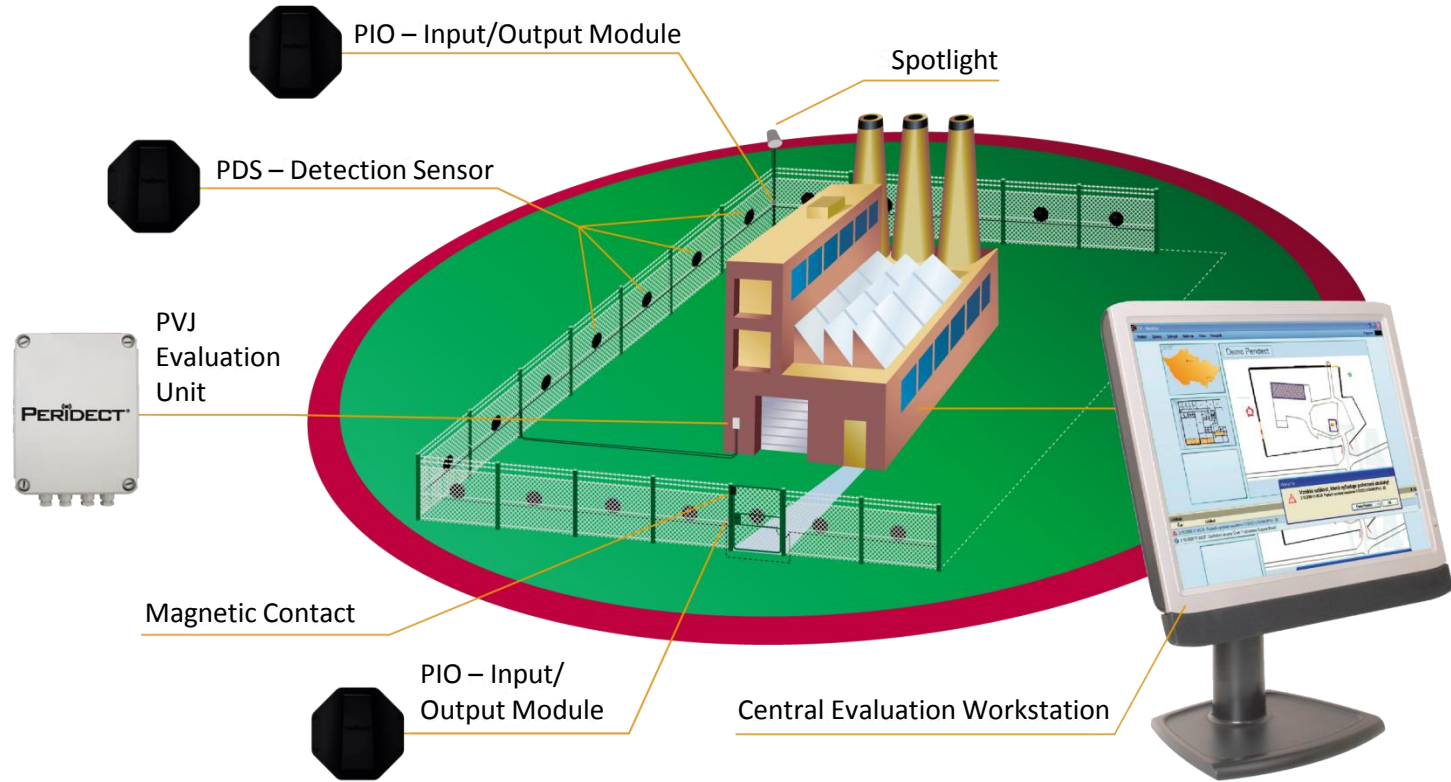 PIO – Input/Output Module
Spotlight
PDS – Detection Sensor
PVJ
Evaluation
Unit
PERIDECT
Demo Peridect
Magnetic Contact
PIO – Input/
Output Module
Central Evaluation Workstation